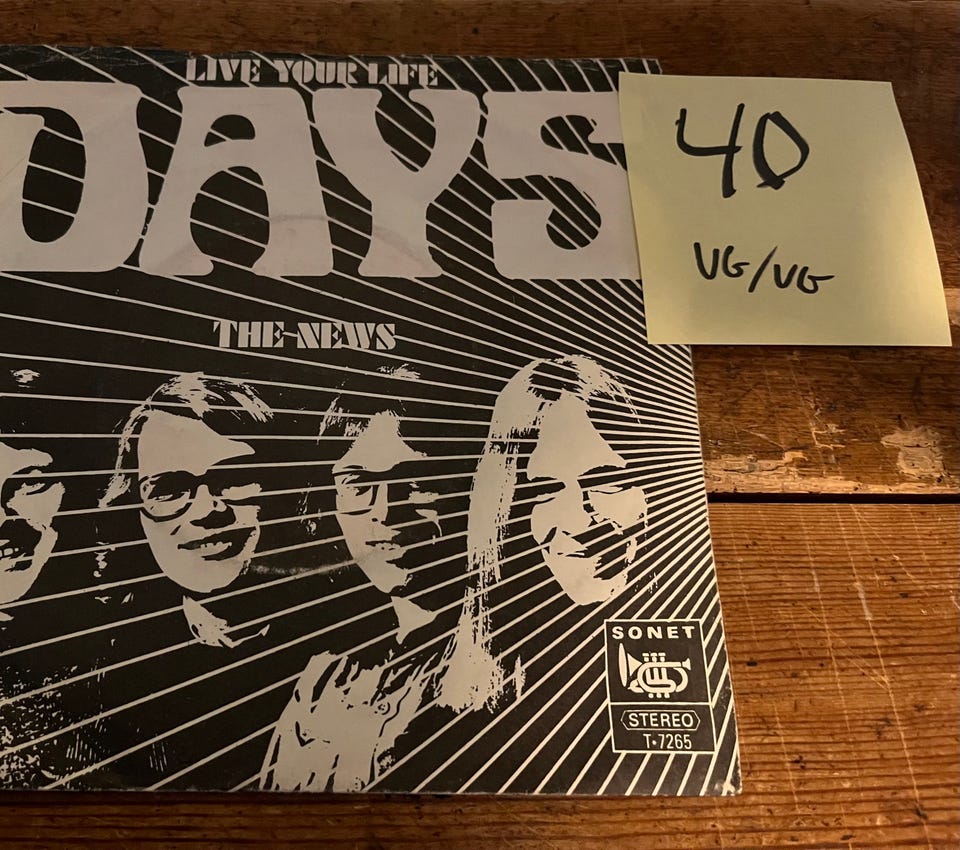 LIVE YOUR LIFE
DAYS
THE NEWS
SONET
STEREO
T-7265
40
VG/VG